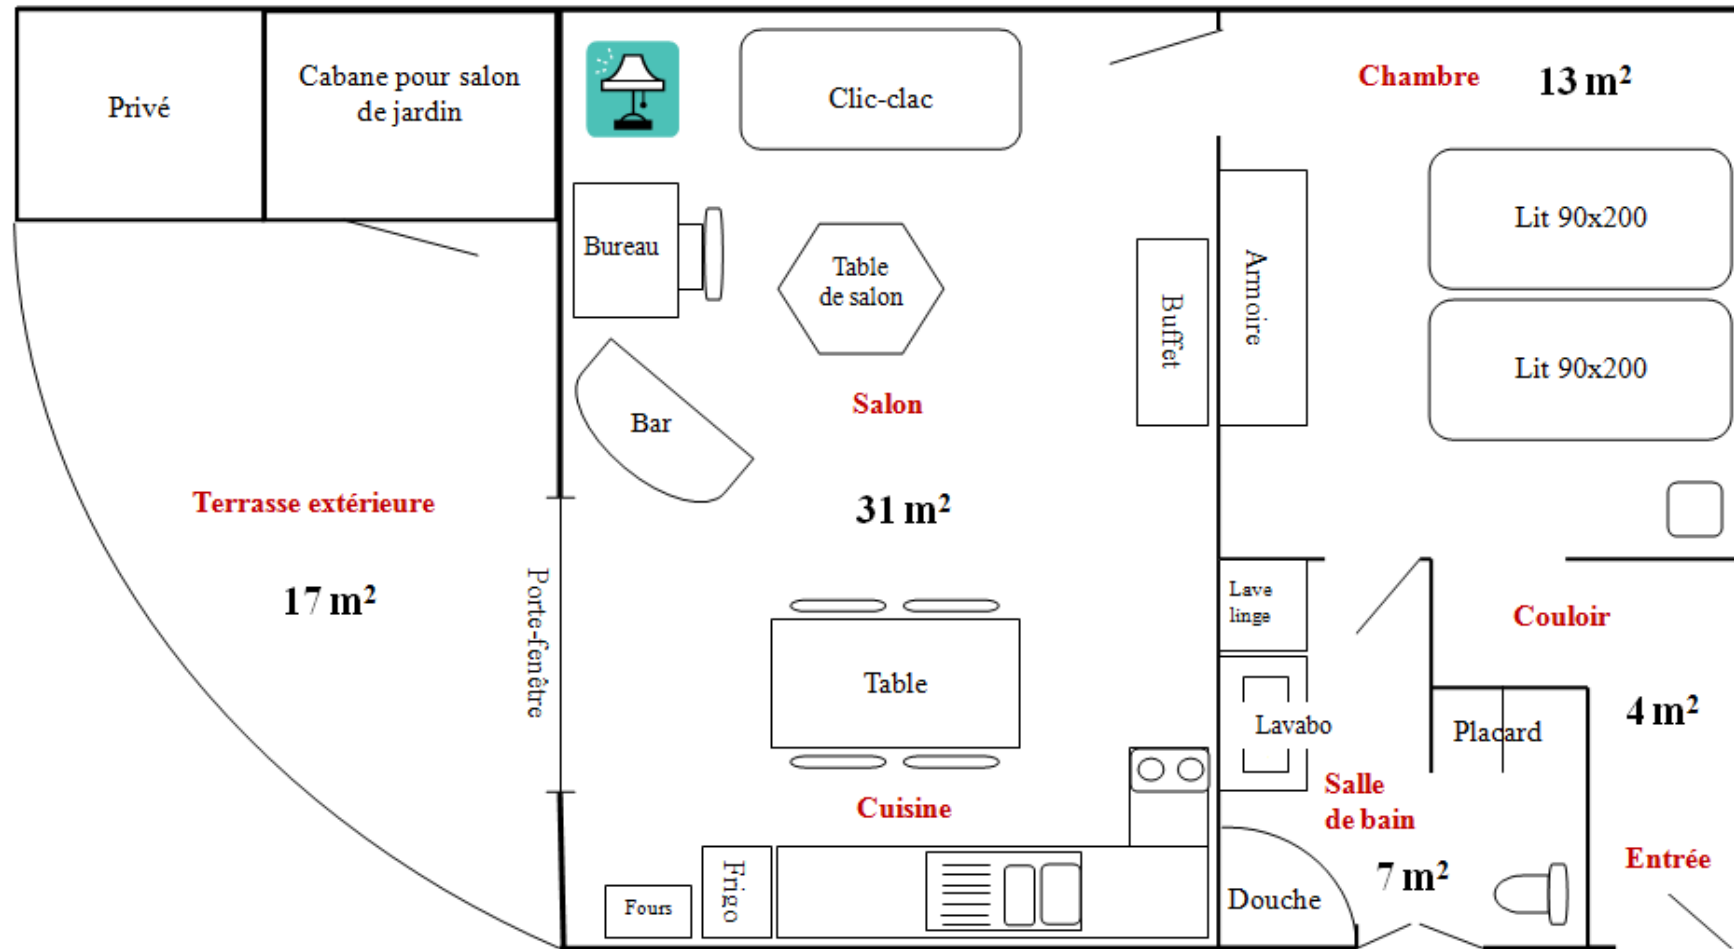 Privé
Cabane pour salon
de jardin
Clic-clac
Chambre
13 m²
Bureau
Table
de salon
Buffet
Armoire
Lit 90x200
Lit 90x200
Bar
Salon
31 m²
Terrasse extérieure
17 m²
Porte-fenêtre
Lave
linge
Couloir
4 m²
Table
Lavabo
Placard
Cuisine
Salle
de bain
7 m²
Entrée
Fours
Frigo
Douche